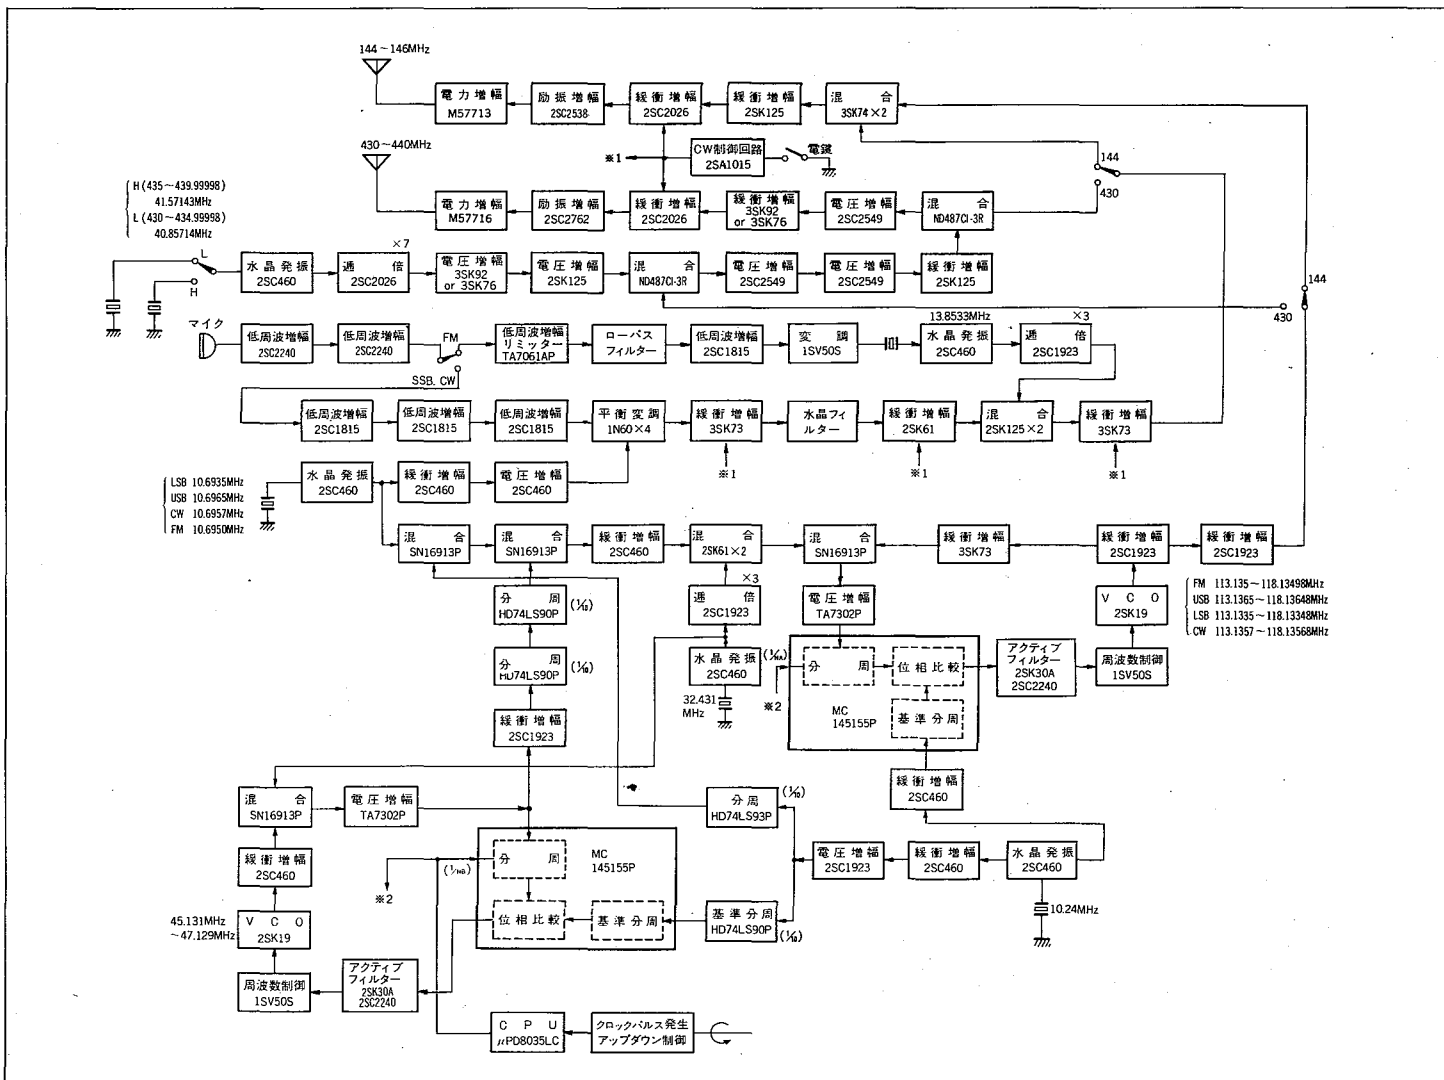 144～146MHz
電力増幅
M57713
励振増幅
2SC2538
緩衝増幅
2SC2026
緩衝増幅
2SK125
混合
3SK74×2
430～440MHz
※1
CW制御回路
2SA1015
電鍵
144
430
H (435～439.99998)
41.57143MHz
L (430～434.99998)
40.85714MHz
電力増幅
M57716
励振増幅
2SC2762
緩衝増幅
2SC2026
緩衝増幅
3SK92
or 3SK76
電圧増幅
2SC2549
混合
ND487CI-3R
L
H
水晶発振
2SC460
×7
逓倍
2SC2026
電圧増幅
3SK92
or 3SK76
電圧増幅
2SK125
混合
ND487CI-3R
電圧増幅
2SC2549
電圧増幅
2SC2549
緩衝増幅
2SK125
144
430
マイク
低周波増幅
2SC2240
低周波増幅
2SC2240
FM
SSB. CW
低周波増幅
リミッター
TA7061AP
ローパス
フィルター
低周波増幅
2SC1815
変調
1SV50S
13.8533MHz
水晶発振
2SC460
×3
逓倍
2SC1923
低周波増幅
2SC1815
低周波増幅
2SC1815
低周波増幅
2SC1815
平衡変調
1N60×4
緩衝増幅
3SK73
水晶フィ
ルター
緩衝増幅
2SK61
混合
2SK125×2
緩衝増幅
3SK73
※1
※1
※1
LSB 10.6935MHz
USB 10.6965MHz
CW 10.6957MHz
FM 10.6950MHz
水晶発振
2SC460
緩衝増幅
2SC460
電圧増幅
2SC460
混合
SN16913P
混合
SN16913P
緩衝増幅
2SC460
混合
2SK61×2
混合
SN16913P
緩衝増幅
3SK73
緩衝増幅
2SC1923
緩衝増幅
2SC1923
分周
HD74LS90P
(1/10)
×3
逓倍
2SC1923
電圧増幅
TA7302P
VCO
2SK19
FM 113.135～118.13498MHz
USB 113.1365～118.13648MHz
LSB 113.1335～118.13348MHz
CW 113.1357～118.13568MHz
分周
HD74LS90P
(1/10)
水晶発振
2SC460
32.431
MHz
(1/NA)
※2
分周
位相比較
基準分周
MC
145155P
アクティブ
フィルター
2SK30A
2SC2240
周波数制御
1SV50S
緩衝増幅
2SC1923
緩衝増幅
2SC460
混合
SN16913P
電圧増幅
TA7302P
分周
HD74LS93P
(1/10)
緩衝増幅
2SC460
(1/NB)
※2
分周
MC
145155P
電圧増幅
2SC1923
緩衝増幅
2SC460
水晶発振
2SC460
10.24MHz
45.131MHz
～47.129MHz
VCO
2SK19
位相比較
基準分周
基準分周
HD74LS90P
(1/10)
周波数制御
1SV50S
アクティブ
フィルター
2SK30A
2SC2240
CPU
μPD8035LC
クロックパルス発生
アップダウン制御